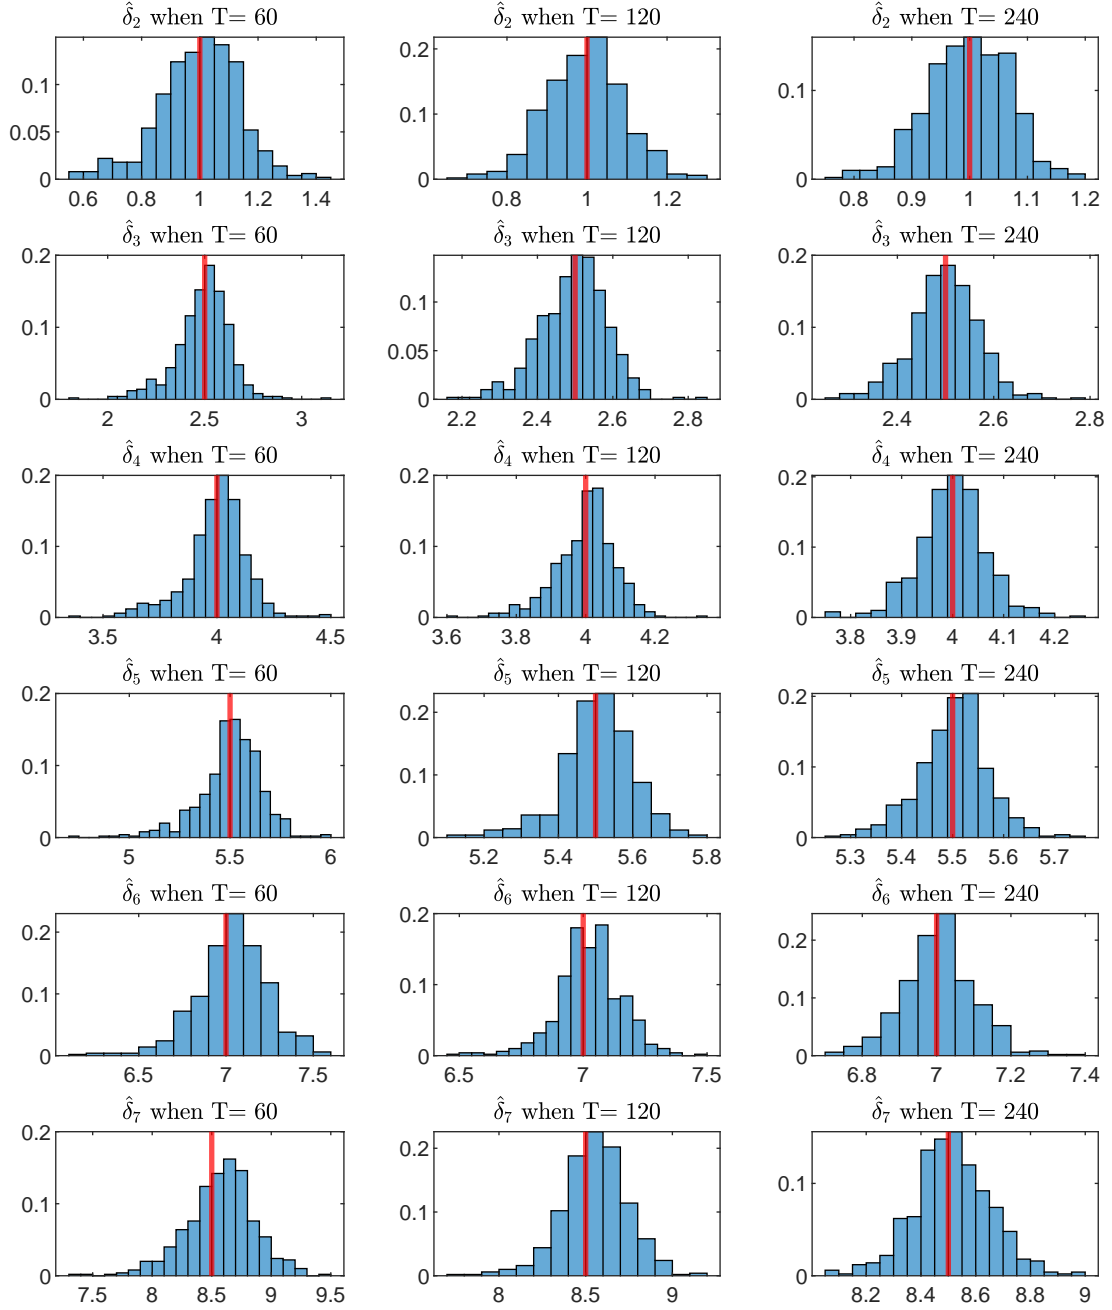 δ̂₂ when T= 60 δ̂₂ when T= 120 δ̂₂ when T= 240
0.1 0.2 0.1
0.05 0.1
0 0 0
0.6 0.8 1 1.2 1.4 0.8 1 1.2 0.8 0.9 1 1.1 1.2
δ̂₃ when T= 60 δ̂₃ when T= 120 δ̂₃ when T= 240
0.2 0.1 0.2
0.1 0.05 0.1
0 0 0
2 2.5 3 2.2 2.4 2.6 2.8 2.4 2.6 2.8
δ̂₄ when T= 60 δ̂₄ when T= 120 δ̂₄ when T= 240
0.2 0.2 0.2
0.1 0.1 0.1
0 0 0
3.5 4 4.5 3.6 3.8 4 4.2 3.8 3.9 4 4.1 4.2
δ̂₅ when T= 60 δ̂₅ when T= 120 δ̂₅ when T= 240
0.2 0.2 0.2
0.1 0.1 0.1
0 0 0
5 5.5 6 5.2 5.4 5.6 5.8 5.3 5.4 5.5 5.6 5.7
δ̂₆ when T= 60 δ̂₆ when T= 120 δ̂₆ when T= 240
0.2 0.2 0.2
0.1 0.1 0.1
0 0 0
6.5 7 7.5 6.5 7 7.5 6.8 7 7.2 7.4
δ̂₇ when T= 60 δ̂₇ when T= 120 δ̂₇ when T= 240
0.2 0.2 0.1
0.1 0.1
0 0 0
7.5 8 8.5 9 9.5 8 8.5 9 8.2 8.4 8.6 8.8 9